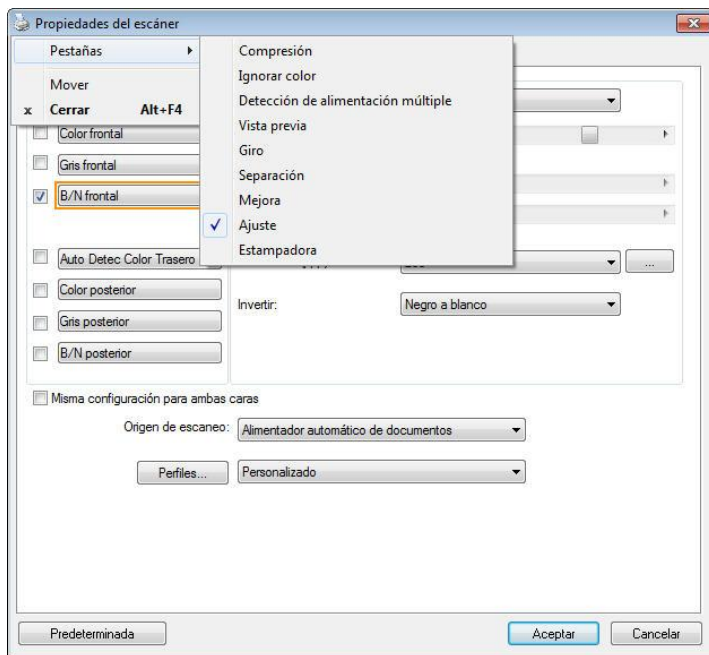 Propiedades del escáner
Pestañas
Mover
x Cerrar Alt+F4
Compresión
Ignorar color
Detección de alimentación múltiple
Vista previa
Giro
Separación
Mejora
Ajuste
Estampadora
Color frontal
Gris frontal
B/N frontal
Auto Detec Color Trasero
Color posterior
Gris posterior
B/N posterior
...
Invertir:
Negro a blanco
Misma configuración para ambas caras
Origen de escaneo:
Alimentador automático de documentos
Perfiles...
Personalizado
Predeterminada
Aceptar
Cancelar